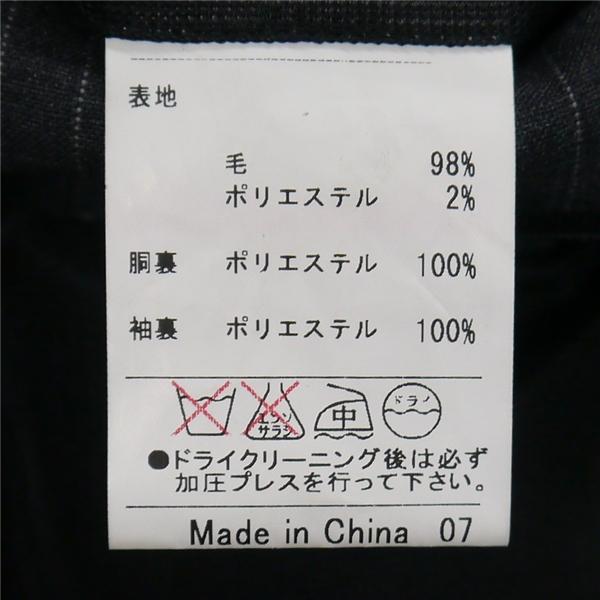 表地
毛 98%
ポリエステル 2%
胴裏 ポリエステル 100%
袖裏 ポリエステル 100%
エンソ サラシ 中 ドライ
●ドライクリーニング後は必ず
加圧プレスを行って下さい。
Made in China 07